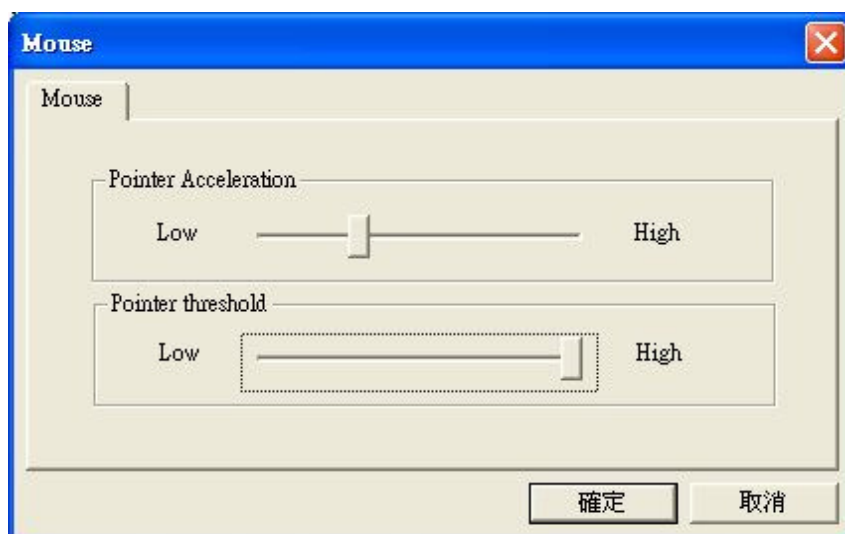 Mouse
Mouse
Pointer Acceleration
Low High
Pointer threshold
Low High
確定 取消